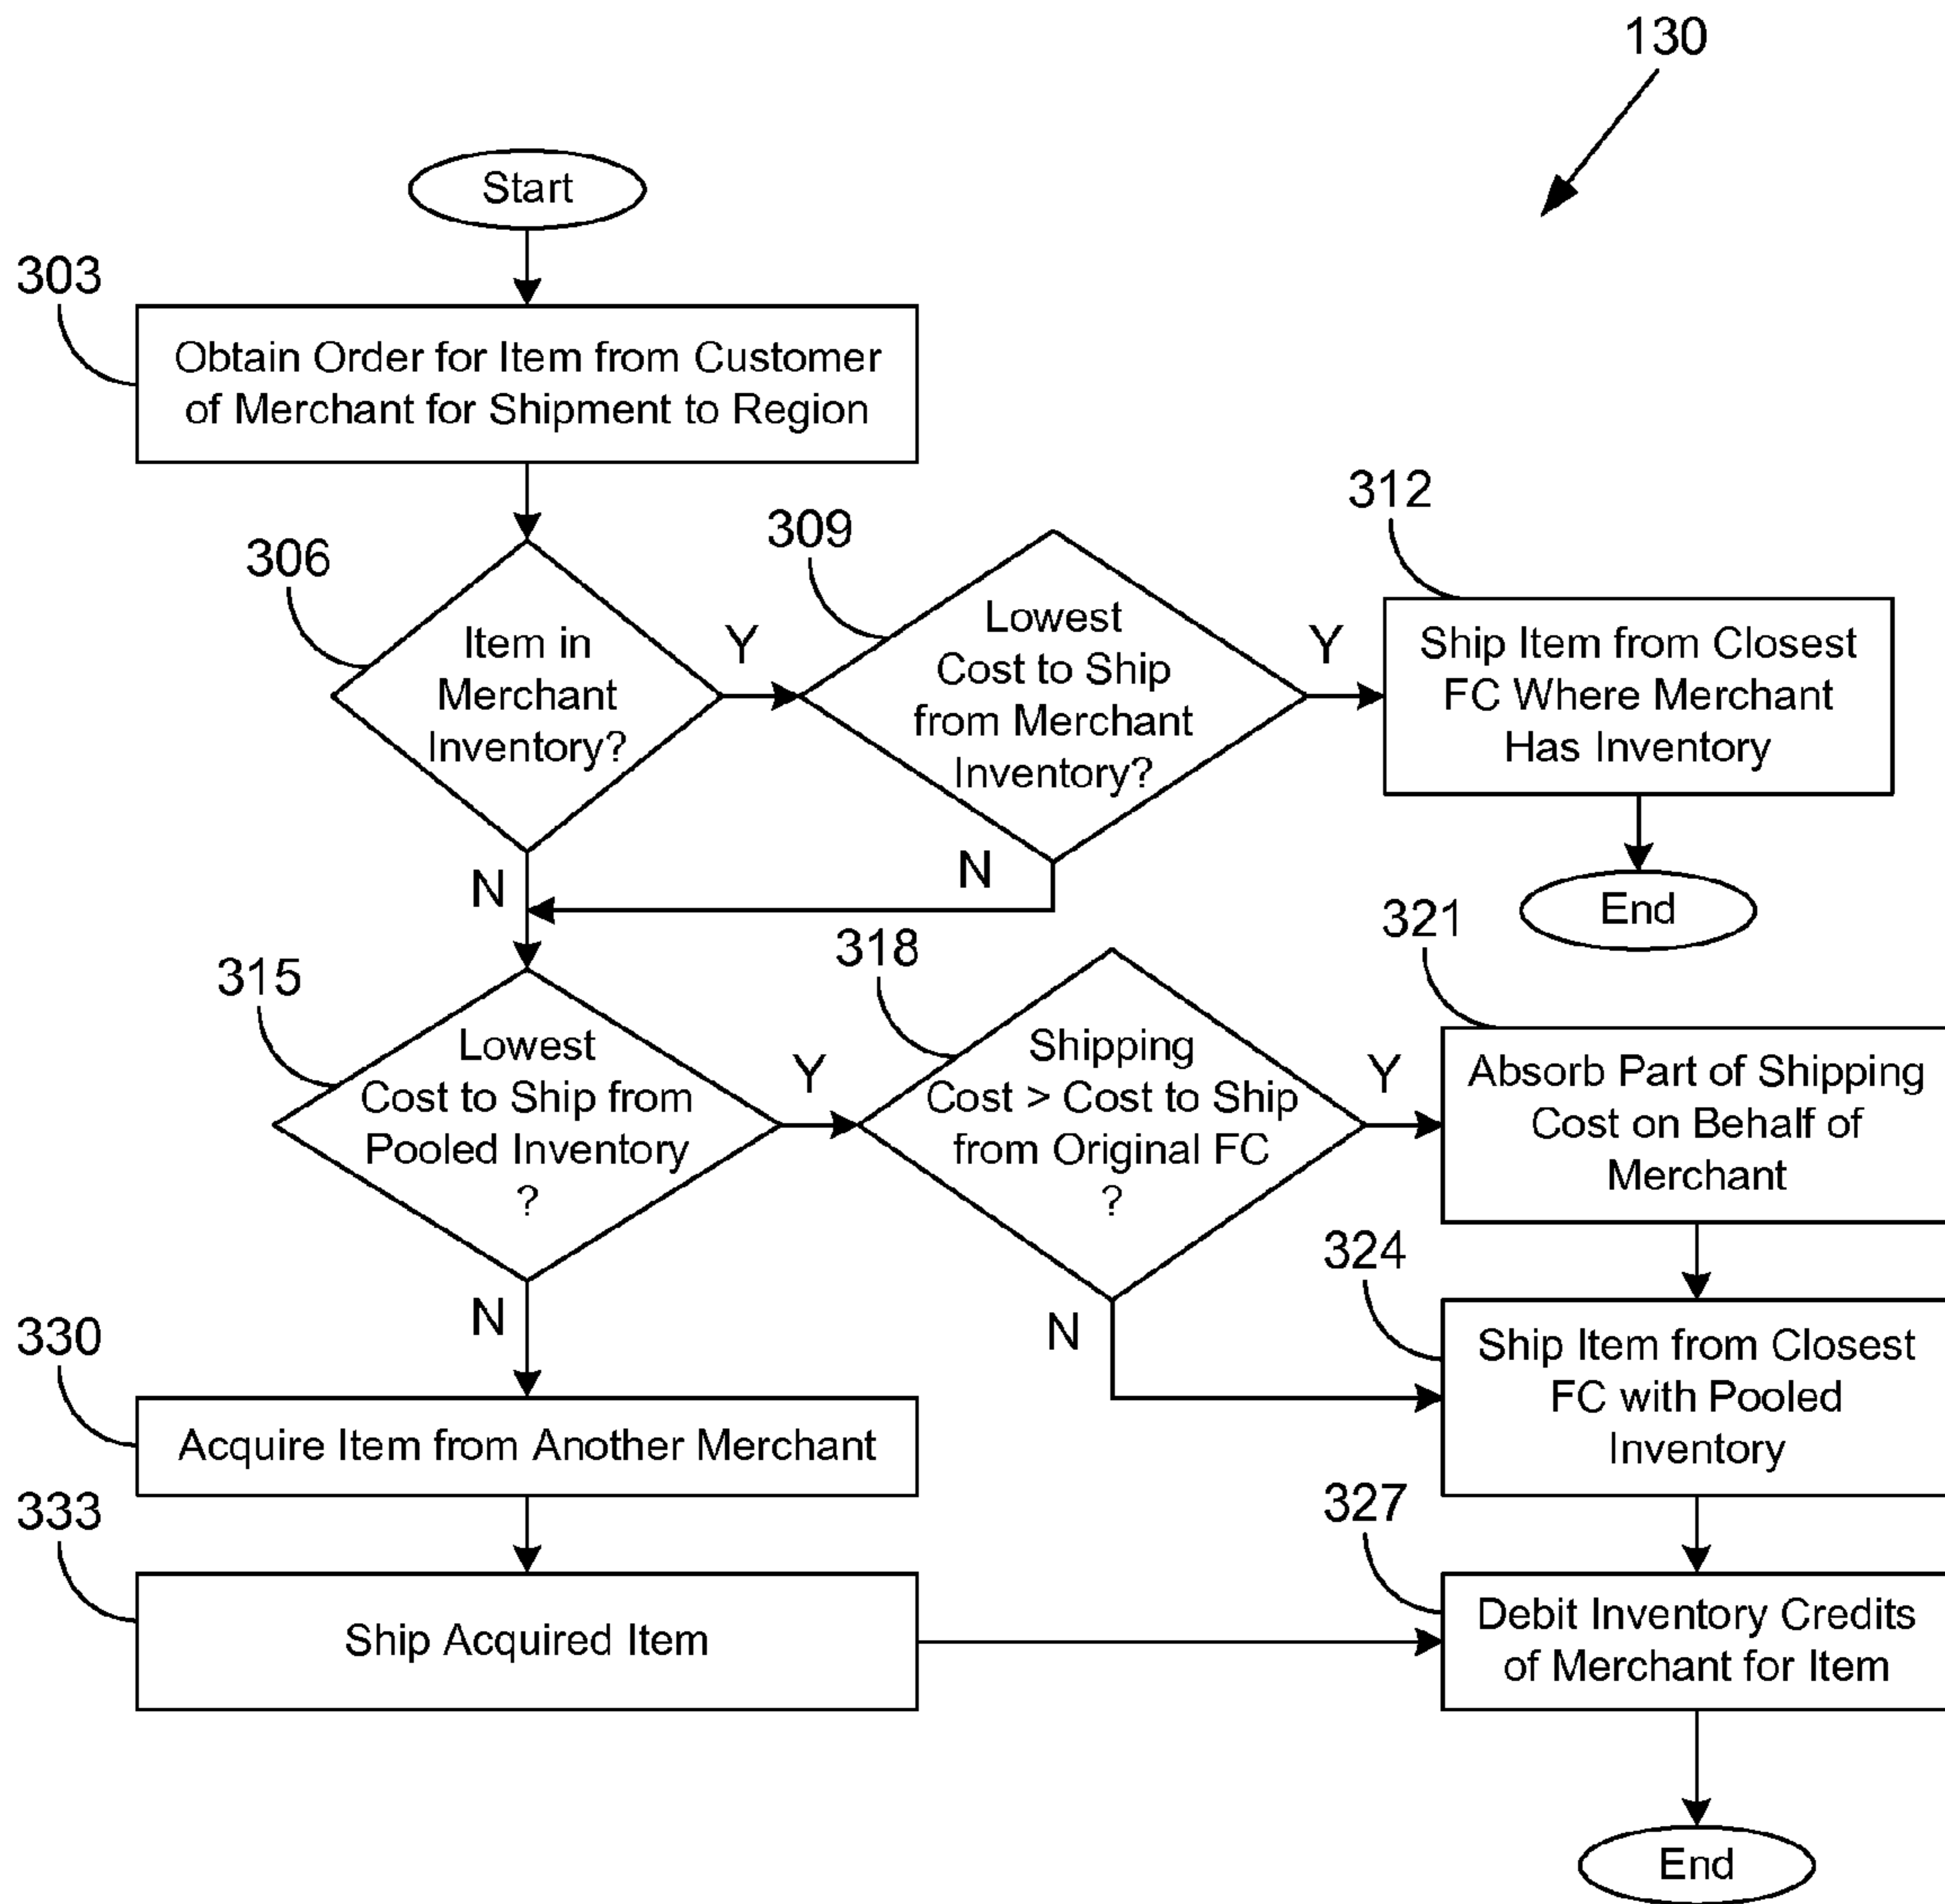 130
Start
303
Obtain Order for Item from Customer
of Merchant for Shipment to Region
306
Item in
Merchant
Inventory?
Y
N
309
Lowest
Cost to Ship
from Merchant
Inventory?
Y
N
312
Ship Item from Closest
FC Where Merchant
Has Inventory
End
315
Lowest
Cost to Ship from
Pooled Inventory
?
Y
N
318
Shipping
Cost > Cost to Ship
from Original FC
?
Y
N
321
Absorb Part of Shipping
Cost on Behalf of
Merchant
324
Ship Item from Closest
FC with Pooled
Inventory
330
Acquire Item from Another Merchant
333
Ship Acquired Item
327
Debit Inventory Credits
of Merchant for Item
End